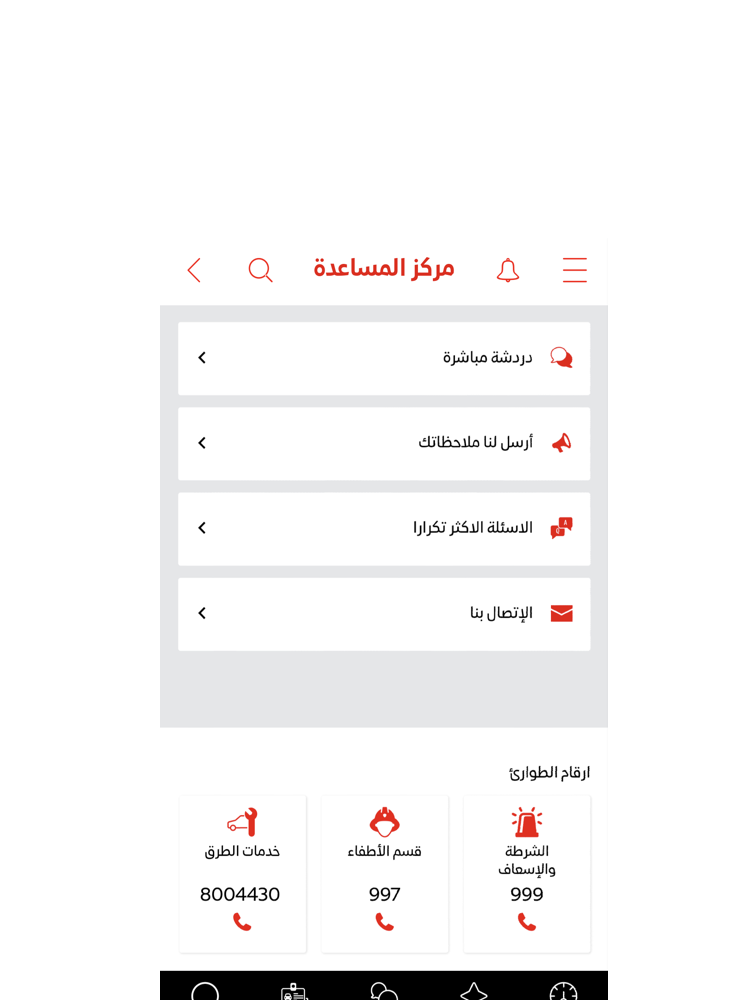 مركز المساعدة
دردشة مباشرة
أرسل لنا ملاحظاتك
الاسئلة الاكثر تكرارا
الإتصال بنا
ارقام الطوارئ
الشرطة
والإسعاف
999
قسم الأطفاء
997
خدمات الطرق
8004430